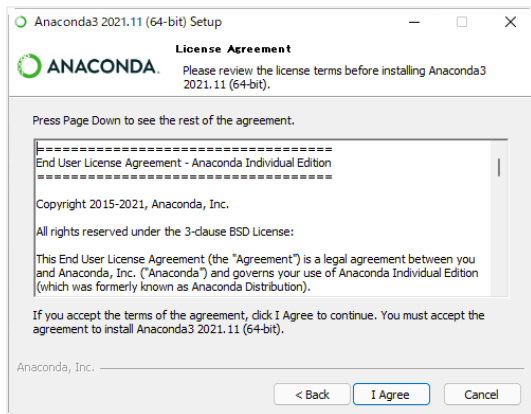 Anaconda3 2021.11 (64-bit) Setup
License Agreement
ANACONDA.
Please review the license terms before installing Anaconda3
2021.11 (64-bit).
Press Page Down to see the rest of the agreement.
===================================
End User License Agreement - Anaconda Individual Edition
===================================
Copyright 2015-2021, Anaconda, Inc.
All rights reserved under the 3-clause BSD License:
This End User License Agreement (the "Agreement") is a legal agreement between you
and Anaconda, Inc. ("Anaconda") and governs your use of Anaconda Individual Edition
(which was formerly known as Anaconda Distribution).
If you accept the terms of the agreement, click I Agree to continue. You must accept the
agreement to install Anaconda3 2021.11 (64-bit).
Anaconda, Inc.
< Back
I Agree
Cancel